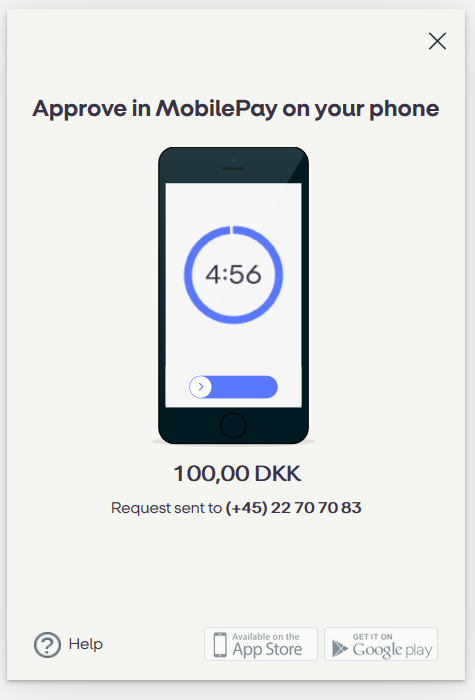 Approve in MobilePay on your phone
4:56
100,00 DKK
Request sent to (+45) 22 70 70 83
? Help
Available on the
App Store
GET IT ON
Google play